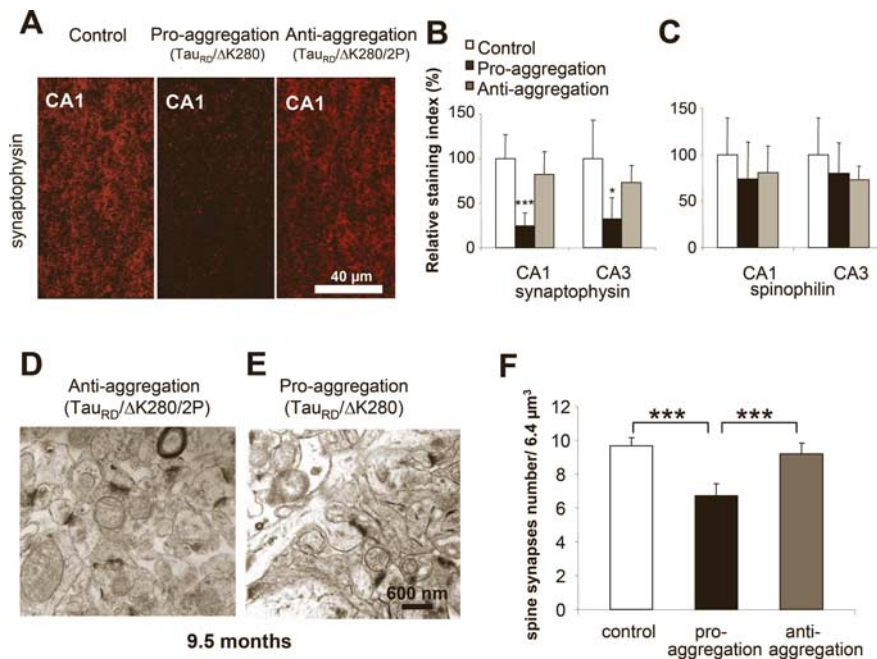 A
Control
Pro-aggregation
(TauRD/ΔK280)
Anti-aggregation
(TauRD/ΔK280/2P)
synaptophysin
CA1
CA1
CA1
40 µm
B
Control
Pro-aggregation
Anti-aggregation
Relative staining index (%)
150
100
50
0
***
*
CA1
CA3
synaptophysin
C
150
100
50
0
CA1
CA3
spinophilin
D
Anti-aggregation
(TauRD/ΔK280/2P)
E
Pro-aggregation
(TauRD/ΔK280)
600 nm
9.5 months
F
spine synapses number/ 6.4 µm³
12
10
8
6
4
2
0
***
***
control
pro-
aggregation
anti-
aggregation